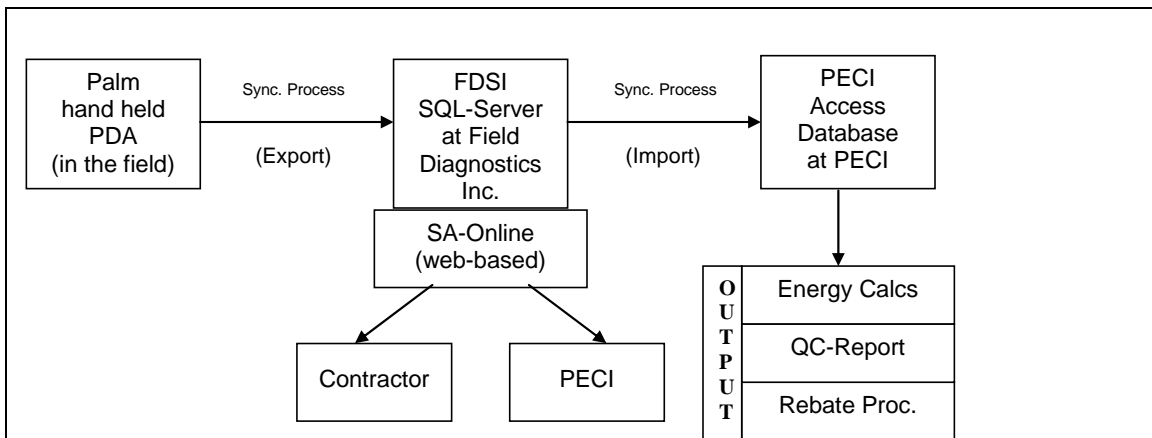 Palm
hand held
PDA
(in the field)
Sync. Process
(Export)
FDSI
SQL-Server
at Field
Diagnostics
Inc.
Sync. Process
(Import)
PECI
Access
Database
at PECI
SA-Online
(web-based)
Contractor
PECI
OUTPUT
Energy Calcs
QC-Report
Rebate Proc.